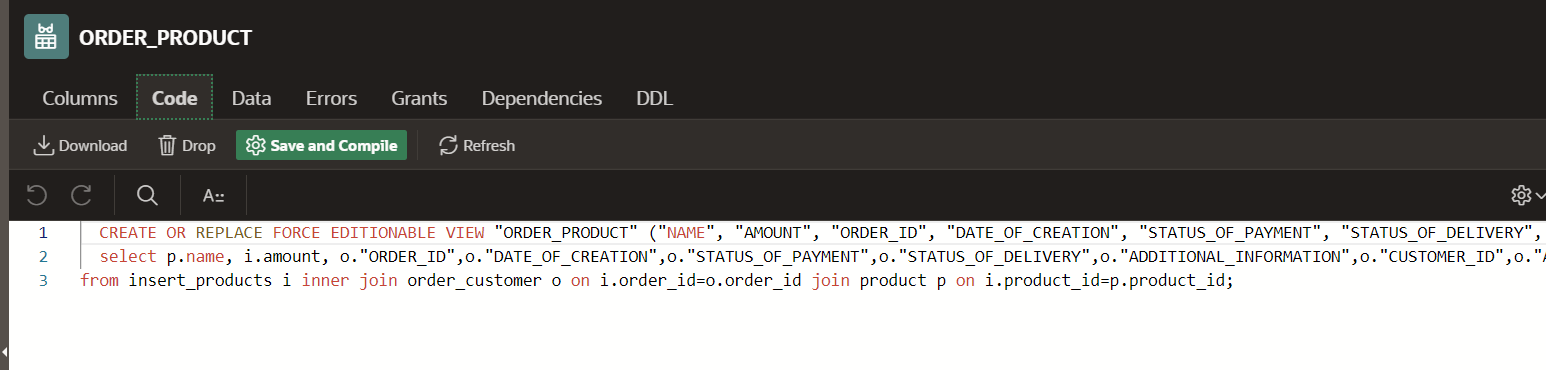 ORDER_PRODUCT
Columns Code Data Errors Grants Dependencies DDL
Download Drop Save and Compile Refresh
A::
1 CREATE OR REPLACE FORCE EDITIONABLE VIEW "ORDER_PRODUCT" ("NAME", "AMOUNT", "ORDER_ID", "DATE_OF_CREATION", "STATUS_OF_PAYMENT", "STATUS_OF_DELIVERY",
2 select p.name, i.amount, o."ORDER_ID",o."DATE_OF_CREATION",o."STATUS_OF_PAYMENT",o."STATUS_OF_DELIVERY",o."ADDITIONAL_INFORMATION",o."CUSTOMER_ID",o."
3 from insert_products i inner join order_customer o on i.order_id=o.order_id join product p on i.product_id=p.product_id;